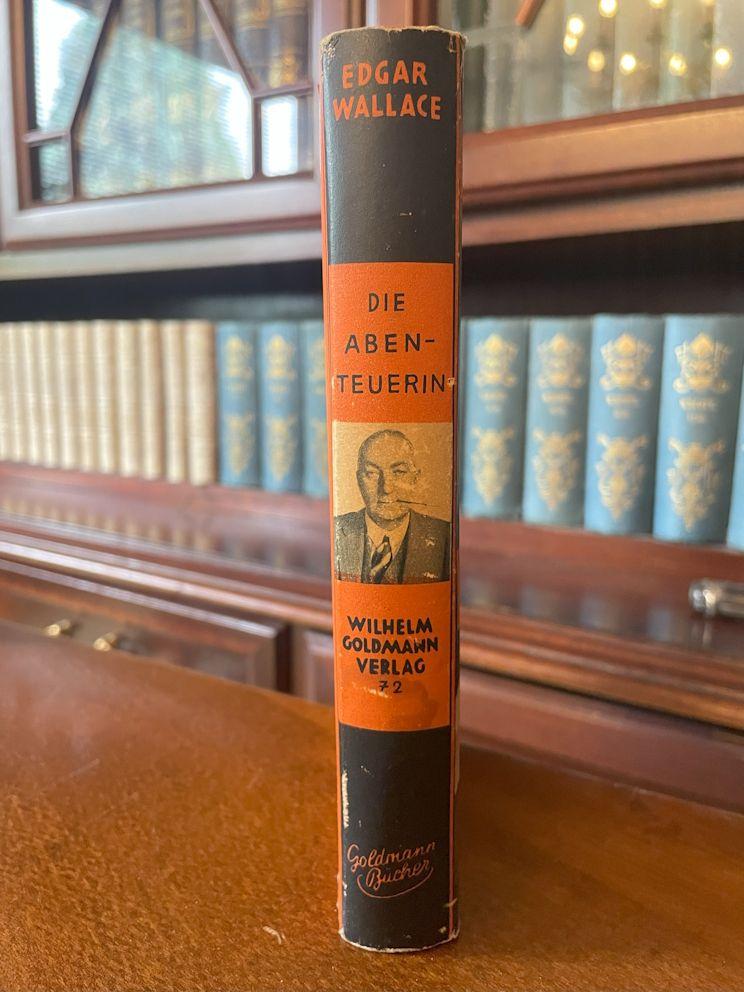 EDGAR
WALLACE
DIE
ABEN-
TEUERIN
WILHELM
GOLDMANN
VERLAG
72
Goldmann
Bücher